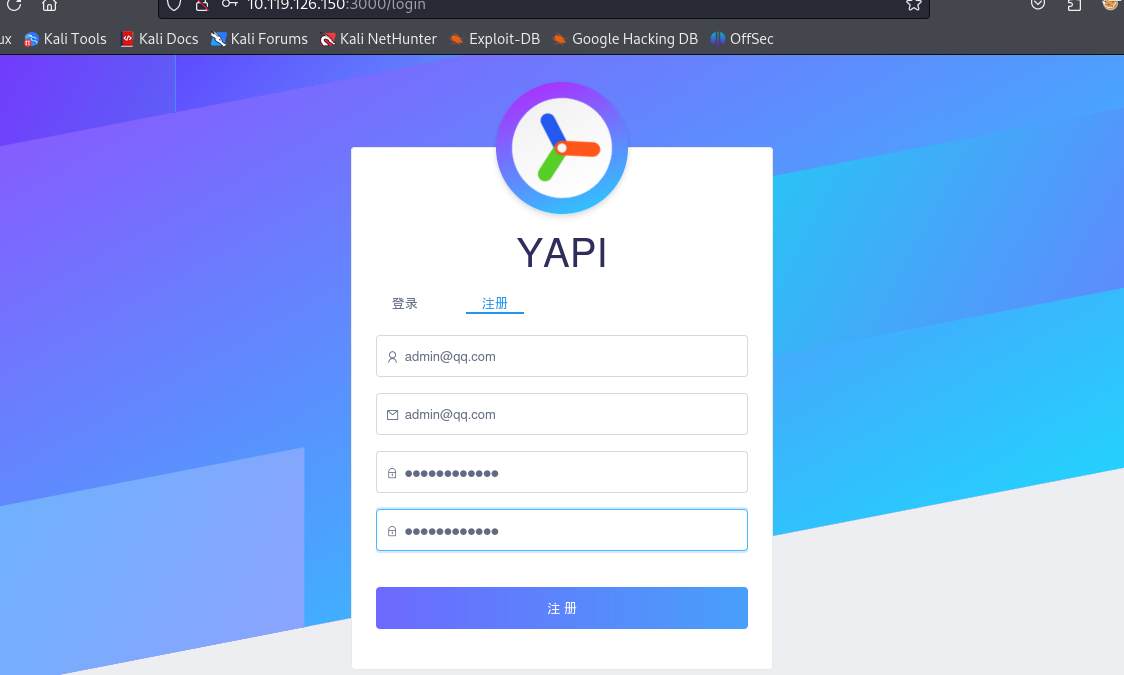 10.119.126.150:3000/login
ux Kali Tools Kali Docs Kali Forums Kali NetHunter Exploit-DB Google Hacking DB OffSec
YAPI
登录 注册
admin@qq.com
admin@qq.com
●●●●●●●●●●●●
●●●●●●●●●●●●
注 册